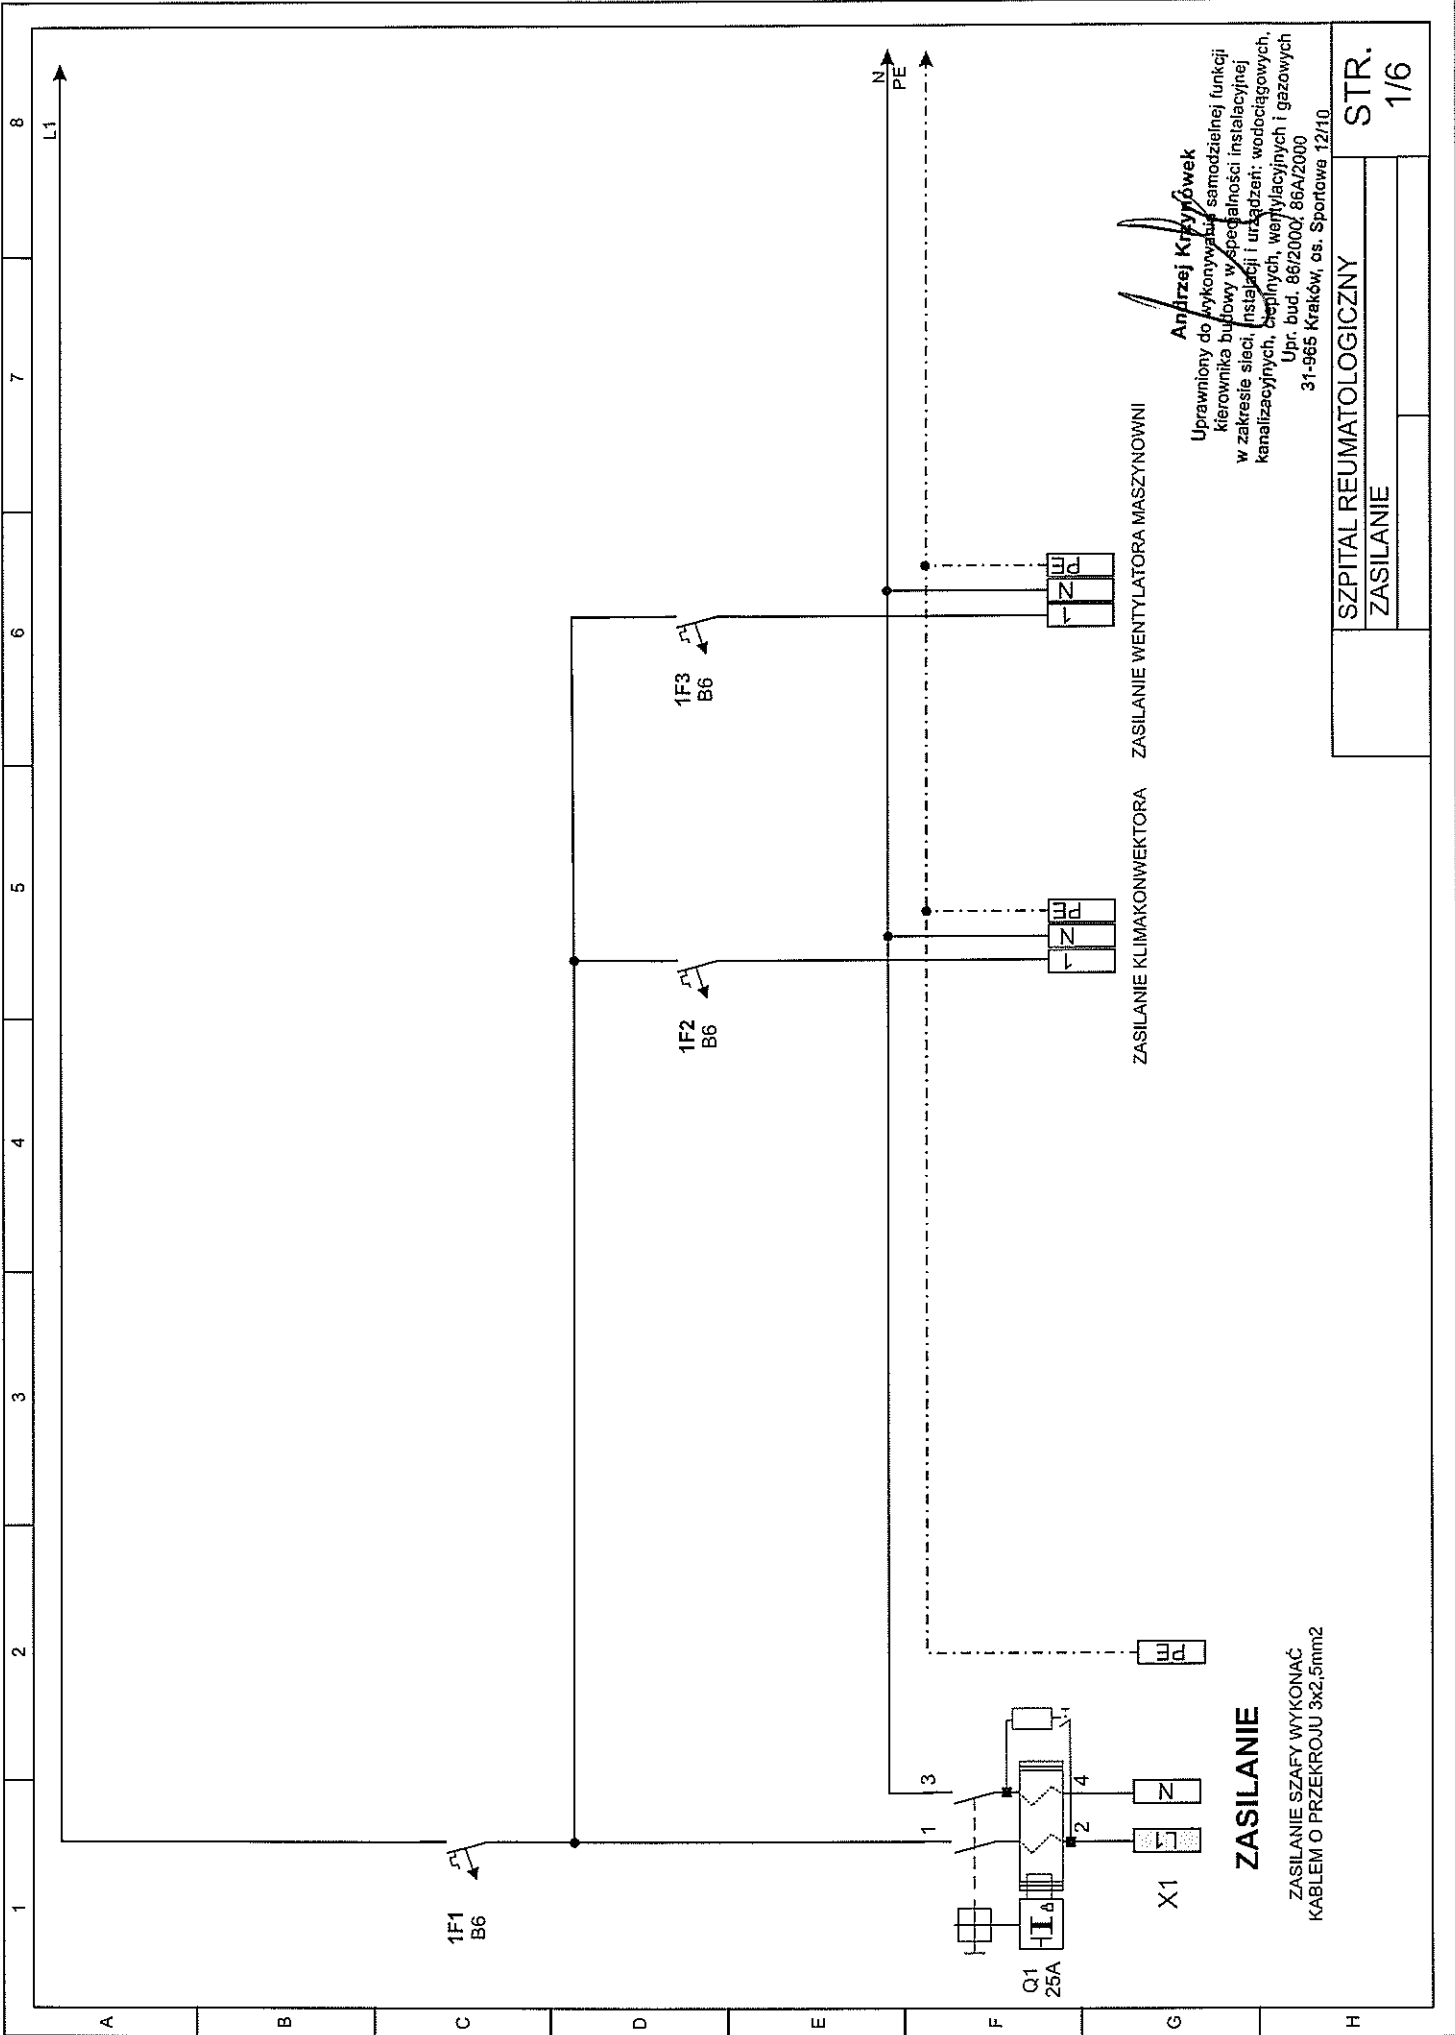 1
2
3
4
5
6
7
8
A
B
C
D
E
F
G
H
L1
N
PE
1F1
B6
1F2
B6
1F3
B6
Q1
25A
1
3
2
4
X1
L1
N
PE
1
N
PE
1
N
PE
ZASILANIE
ZASILANIE SZAFY WYKONAĆ
KABLEM O PRZEKROJU 3x2,5mm2
ZASILANIE KLIMAKONWEKTORA
ZASILANIE WENTYLATORA MASZYNOWNI
Andrzej Krzynówek
Uprawniony do wykonywania samodzielnej funkcji
kierownika budowy w specjalności instalacyjnej
w zakresie sieci, instalacji i urządzeń: wodociągowych,
kanalizacyjnych, cieplnych, wentylacyjnych i gazowych
Upr. bud. 86/2000, 86A/2000
31-965 Kraków, os. Sportowe 12/10
SZPITAL REUMATOLOGICZNY
ZASILANIE
STR.
1/6